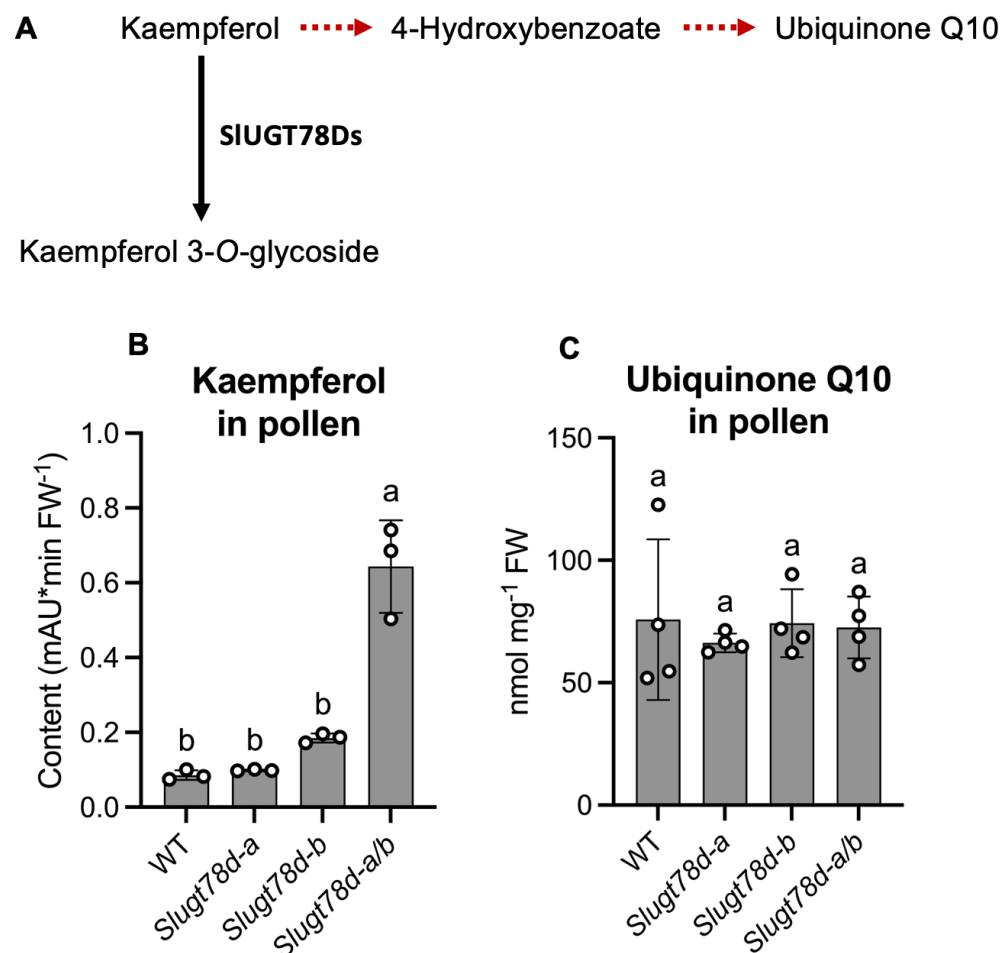 A
Kaempferol 4-Hydroxybenzoate Ubiquinone Q10
SlUGT78Ds
Kaempferol 3-O-glycoside
B
Kaempferol
in pollen
Content (mAU*min FW-1)
1.0
0.8
0.6
0.4
0.2
0.0
b
b
b
a
WT
Slugt78d-a
Slugt78d-b
Slugt78d-a/b
C
Ubiquinone Q10
in pollen
nmol mg-1 FW
150
100
50
0
a
a
a
a
WT
Slugt78d-a
Slugt78d-b
Slugt78d-a/b